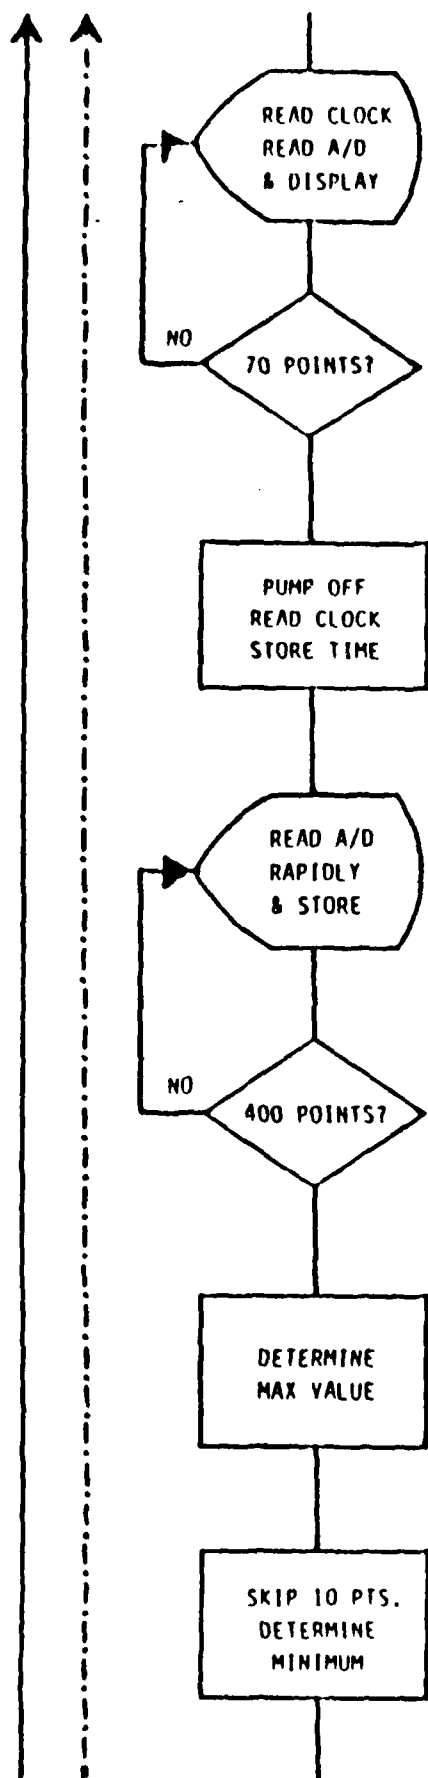 READ CLOCK
READ A/D
& DISPLAY
NO
70 POINTS?
PUMP OFF
READ CLOCK
STORE TIME
READ A/D
RAPIDLY
& STORE
NO
400 POINTS?
DETERMINE
MAX VALUE
SKIP 10 PTS.
DETERMINE
MINIMUM